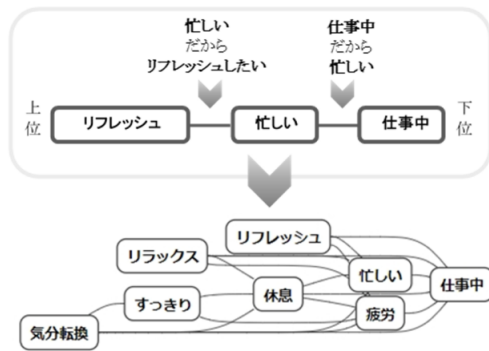 忙しい
だから
リフレッシュしたい
仕事中
だから
忙しい
上位
リフレッシュ
忙しい
仕事中
下位
リフレッシュ
リラックス
忙しい
仕事中
休息
すっきり
疲労
気分転換